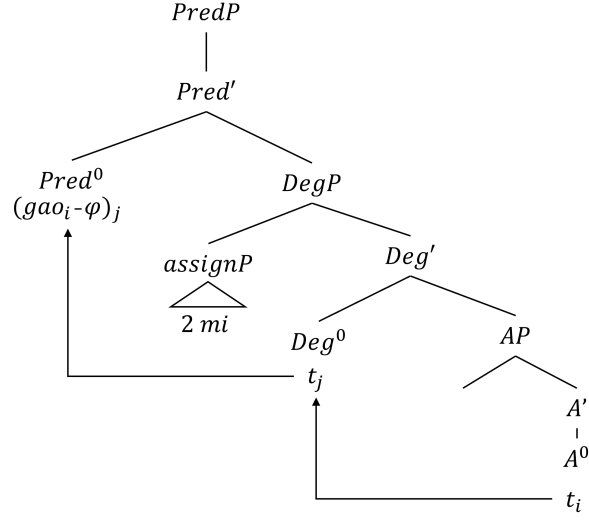 PredP
Pred′
Pred⁰
(gaoᵢ-φ)ⱼ
DegP
assignP
2 mi
Deg′
Deg⁰
tⱼ
AP
A’
A⁰
tᵢ